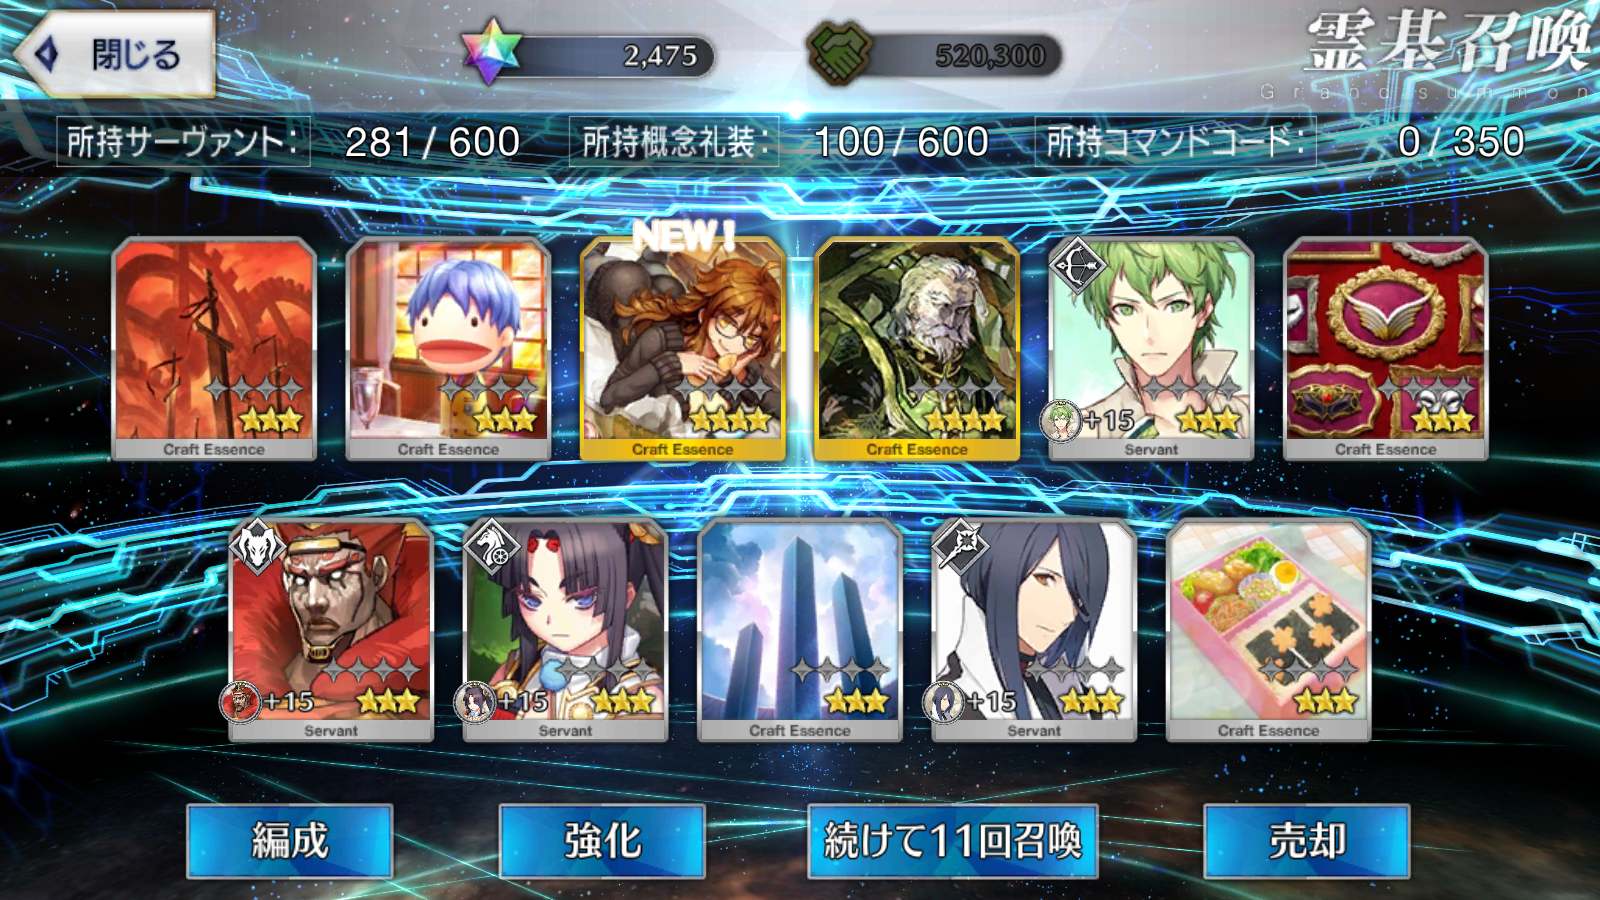 閉じる
2,475
520,300
霊基召喚
Grand summon
所持サーヴァント: 281 / 600
所持概念礼装: 100 / 600
所持コマンドコード: 0 / 350
NEW!
Craft Essence
Craft Essence
Craft Essence
Craft Essence
+15
Servant
Craft Essence
+15
Servant
+15
Servant
Craft Essence
+15
Servant
Craft Essence
編成
強化
続けて11回召喚
売却